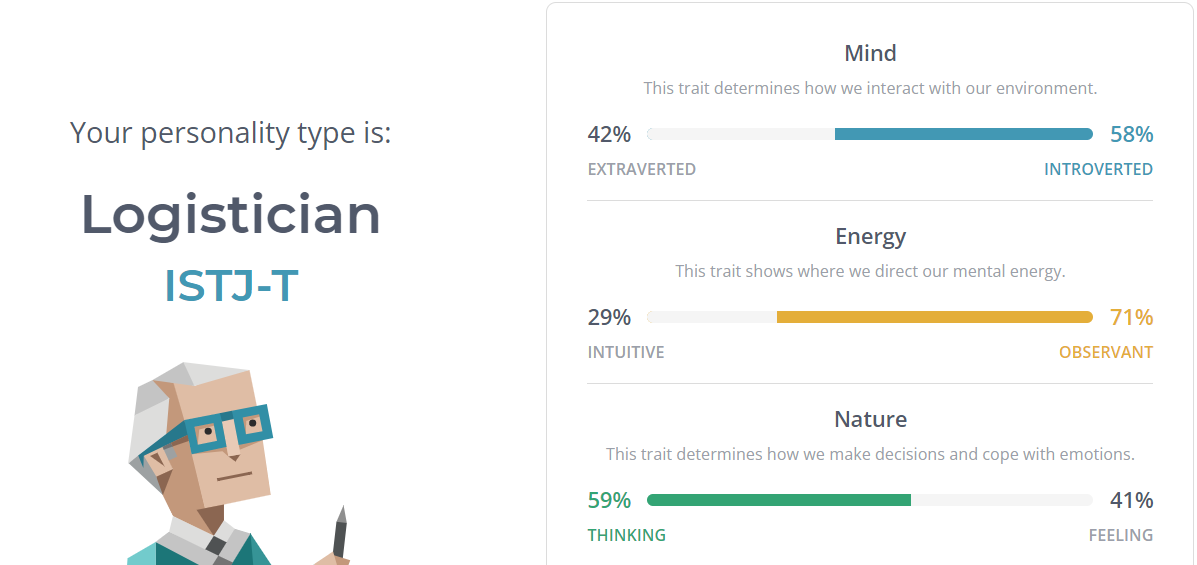 Your personality type is:
Logistician
ISTJ-T
Mind
This trait determines how we interact with our environment.
42% 58%
EXTRAVERTED INTROVERTED
Energy
This trait shows where we direct our mental energy.
29% 71%
INTUITIVE OBSERVANT
Nature
This trait determines how we make decisions and cope with emotions.
59% 41%
THINKING FEELING